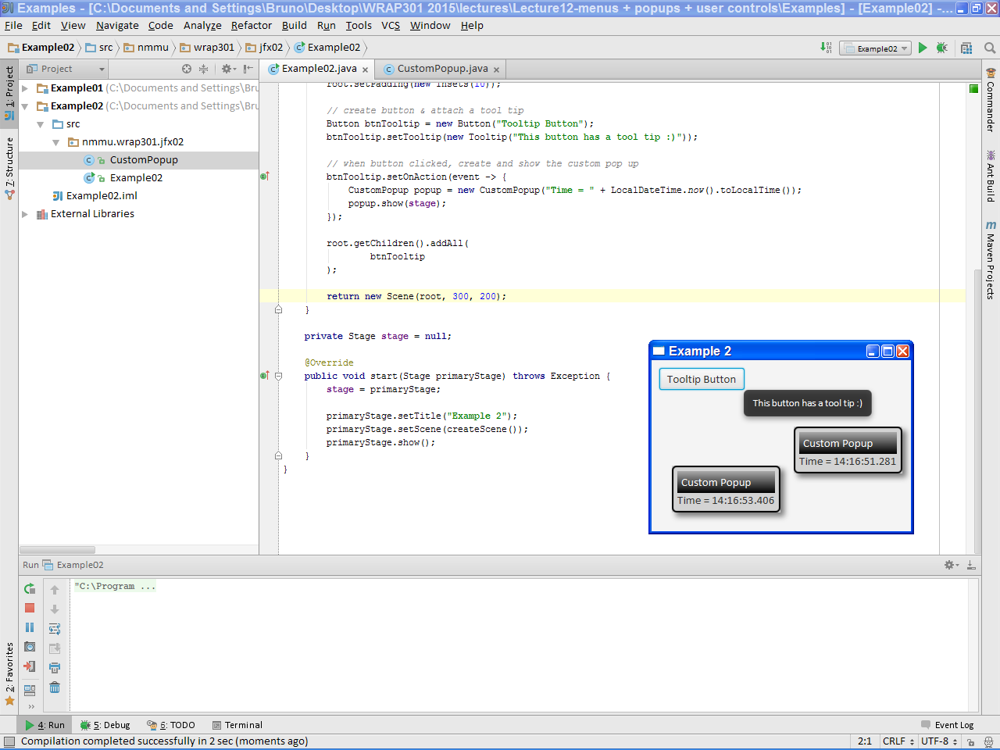 Examples - [C:\Documents and Settings\Bruno\Desktop\WRAP301 2015\lectures\Lecture12-menus + popups + user controls\Examples] - [Example02] - ...
File Edit View Navigate Code Analyze Refactor Build Run Tools VCS Window Help
Example02 src nmmu wrap301 jfx02 Example02
Example02
Project
Example02.java
CustomPopup.java
1: Project
7: Structure
2: Favorites
Commander
Ant Build
Maven Projects
Example01 (C:\Documents and Settings\Bru
Example02 (C:\Documents and Settings\Bru
src
nmmu.wrap301.jfx02
CustomPopup
Example02
Example02.iml
External Libraries
root.setPadding(new Insets(10));
// create button & attach a tool tip
Button btnTooltip = new Button("Tooltip Button");
btnTooltip.setTooltip(new Tooltip("This button has a tool tip :)"));
// when button clicked, create and show the custom pop up
btnTooltip.setOnAction(event -> {
CustomPopup popup = new CustomPopup("Time = " + LocalDateTime.now().toLocalTime());
popup.show(stage);
});
root.getChildren().addAll(
btnTooltip
);
return new Scene(root, 300, 200);
}
private Stage stage = null;
@Override
public void start(Stage primaryStage) throws Exception {
stage = primaryStage;
primaryStage.setTitle("Example 2");
primaryStage.setScene(createScene());
primaryStage.show();
}
}
Example 2
Tooltip Button
This button has a tool tip :)
Custom Popup
Time = 14:16:51.281
Custom Popup
Time = 14:16:53.406
Run Example02
"C:\Program ...
4: Run 5: Debug 6: TODO Terminal Event Log
Compilation completed successfully in 2 sec (moments ago) 2:1 CRLF UTF-8